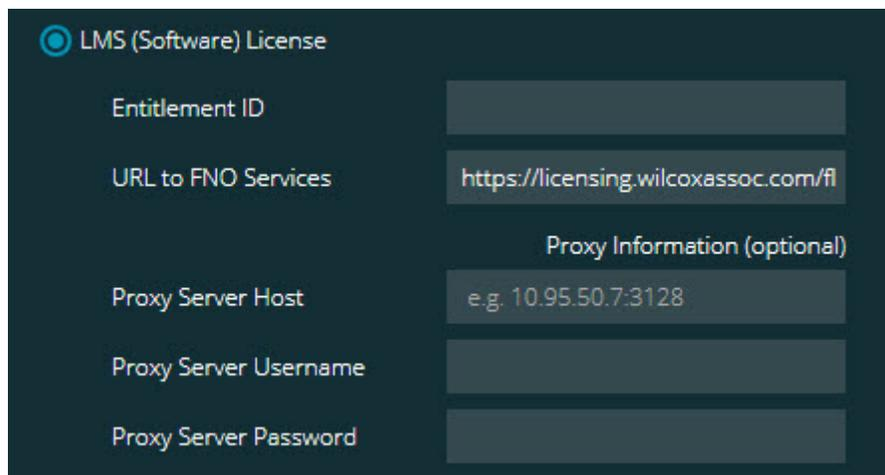 LMS (Software) License
Entitlement ID
URL to FNO Services https://licensing.wilcoxassoc.com/fl
Proxy Information (optional)
Proxy Server Host e.g. 10.95.50.7:3128
Proxy Server Username
Proxy Server Password